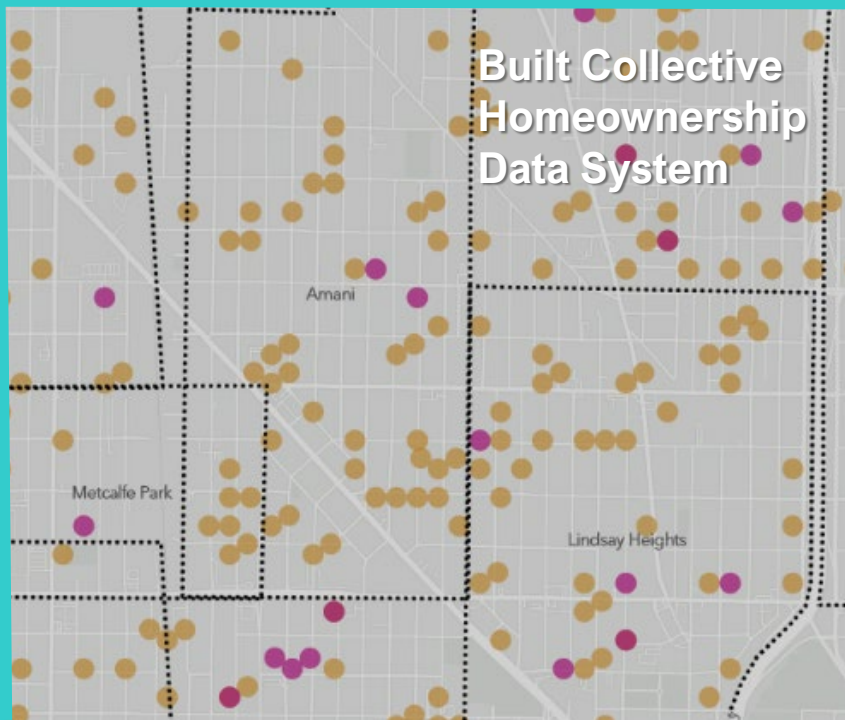 Built Collective
Homeownership
Data System
Amani
Metcalfe Park
Lindsay Heights